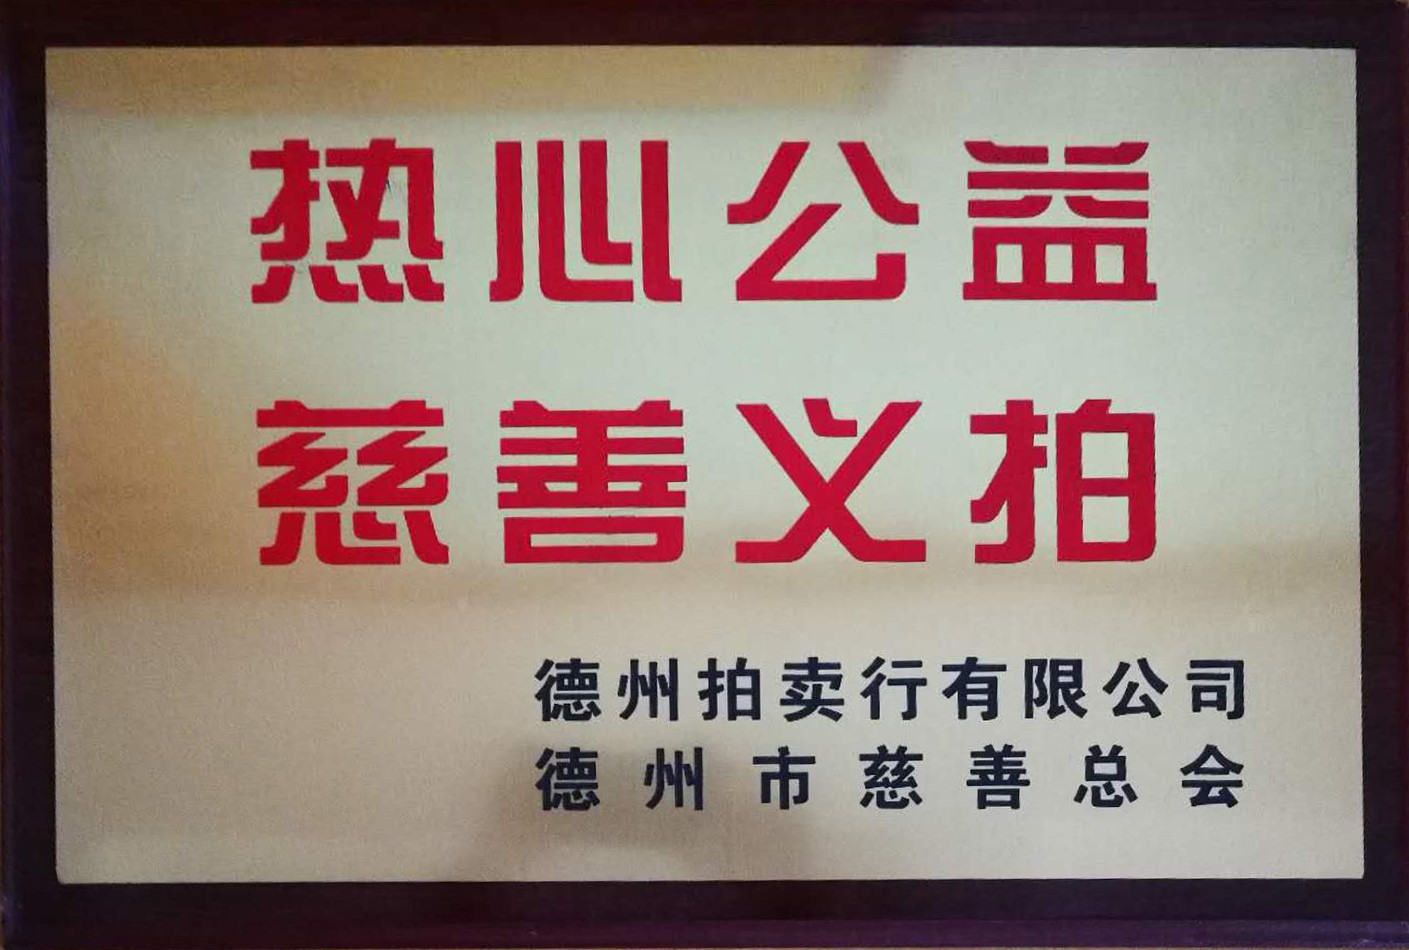 热心公益
慈善义拍
德州拍卖行有限公司
德州市慈善总会